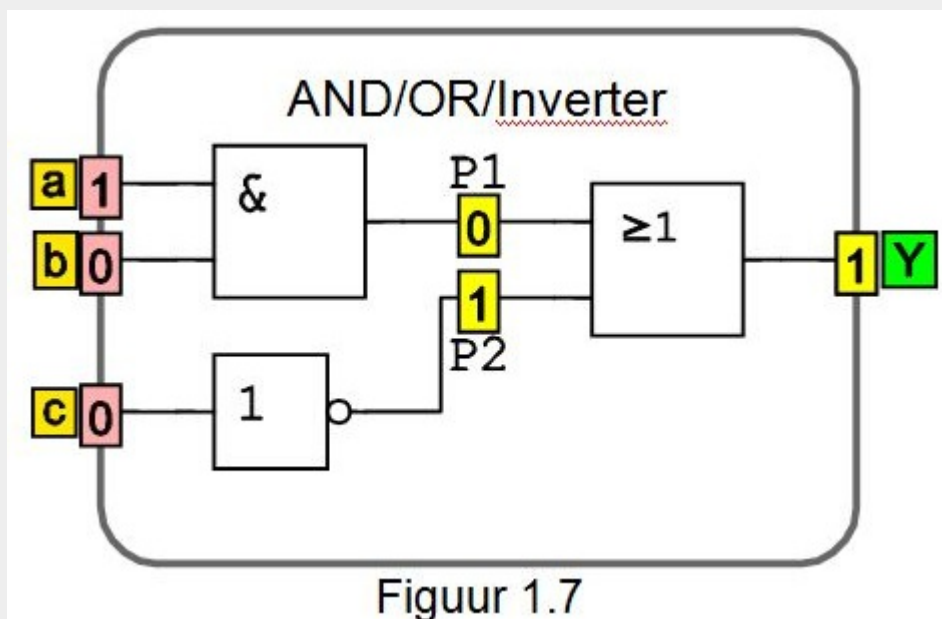 AND/OR/Inverter
a 1
&
P1
0
≥1
b 0
1
P2
1 Y
c 0
1
Figuur 1.7